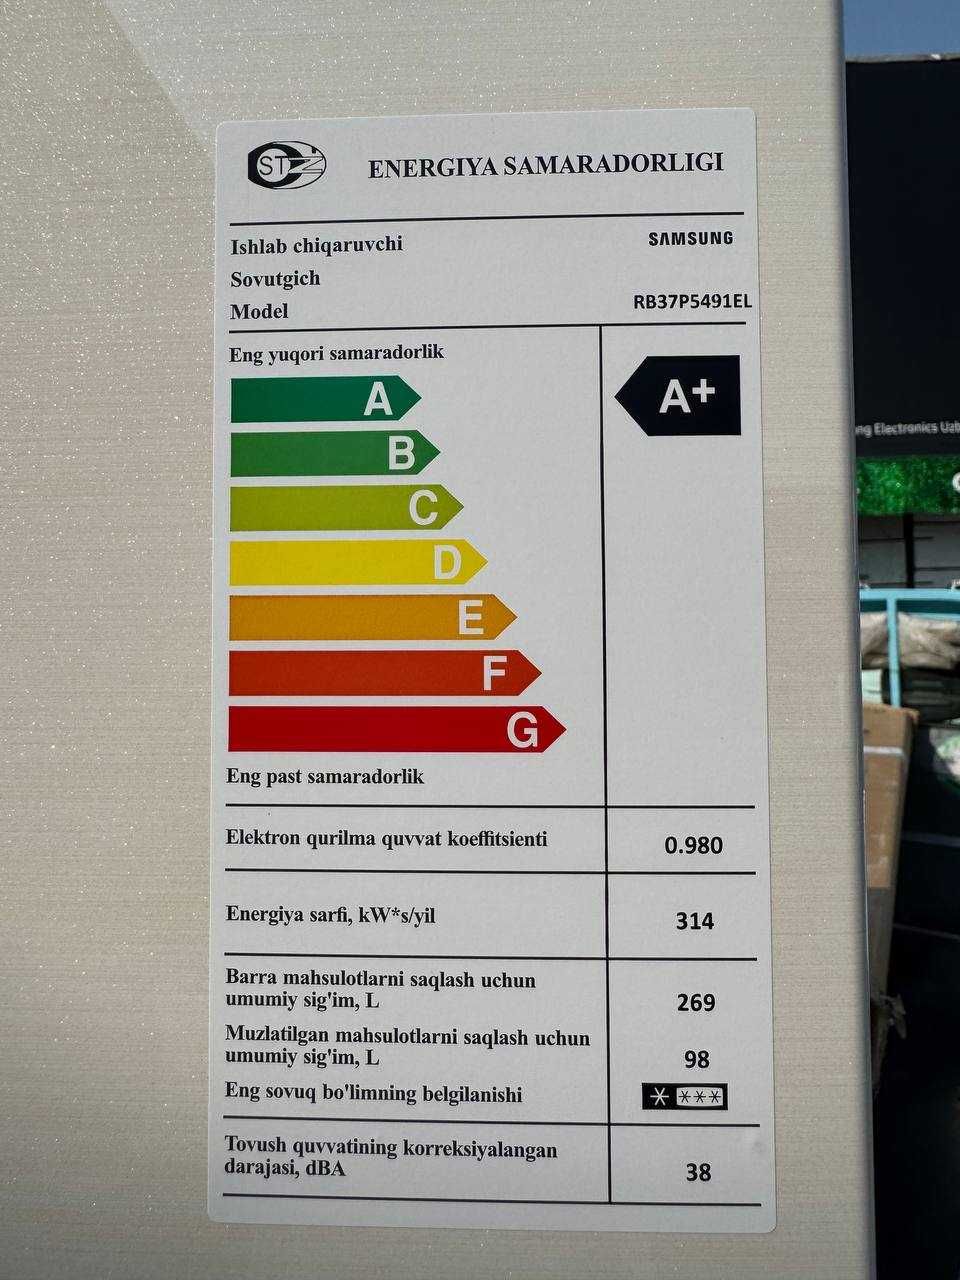 STZ
ENERGIYA SAMARADORLIGI
Ishlab chiqaruvchi
SAMSUNG
Sovutgich
Model
RB37P5491EL
Eng yuqori samaradorlik
A
A+
B
C
D
E
F
G
Eng past samaradorlik
Elektron qurilma quvvat koeffitsienti
0.980
Energiya sarfi, kW*s/yil
314
Barra mahsulotlarni saqlash uchun
umumiy sig'im, L
269
Muzlatilgan mahsulotlarni saqlash uchun
umumiy sig'im, L
98
Eng sovuq bo'limning belgilanishi
* ***
Tovush quvvatining korreksiyalangan
darajasi, dBA
38
Electronics